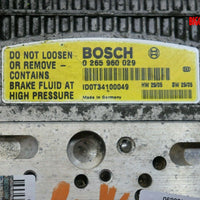 DO NOT LOOSEN
OR REMOVE -
CONTAINS
BRAKE FLUID AT
HIGH PRESSURE
BOSCH
0 265 960 029
ID0T34100049
Made in Germany
HW 25/05 SW 25/05